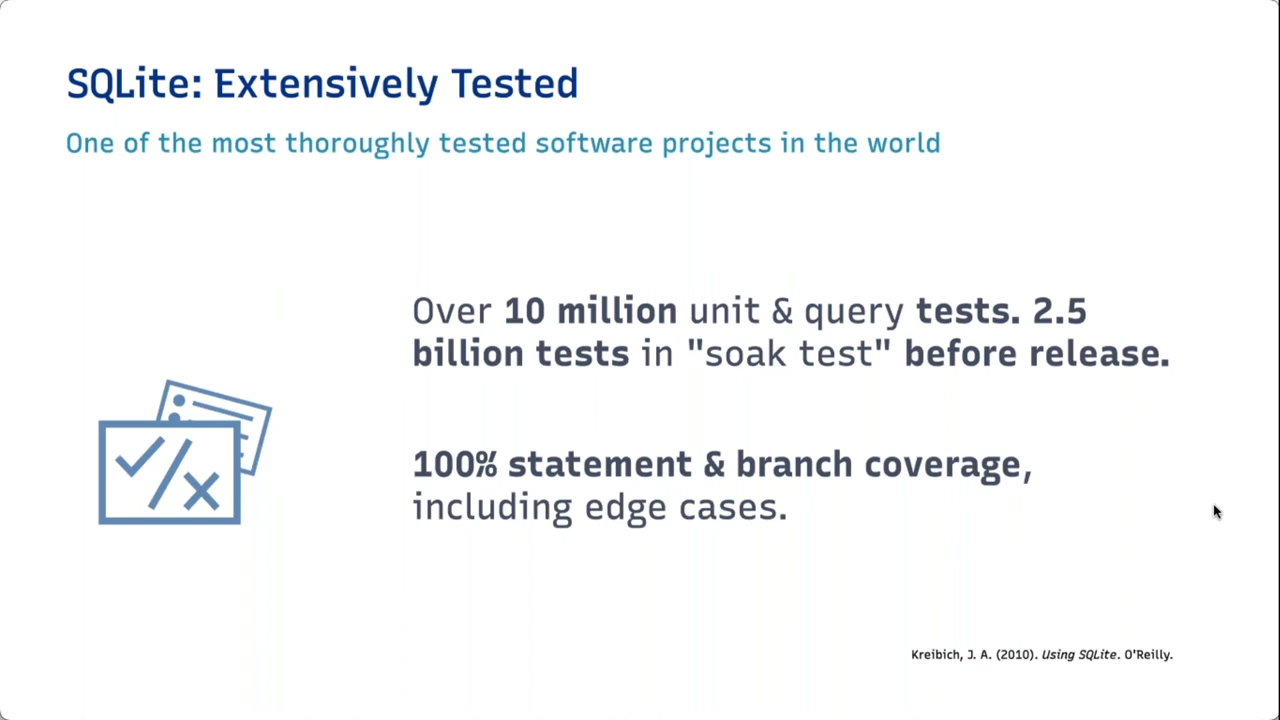 SQLite: Extensively Tested
One of the most thoroughly tested software projects in the world
Over 10 million unit & query tests. 2.5
billion tests in "soak test" before release.
100% statement & branch coverage,
including edge cases.
Kreibich, J. A. (2010). Using SQLite. O'Reilly.